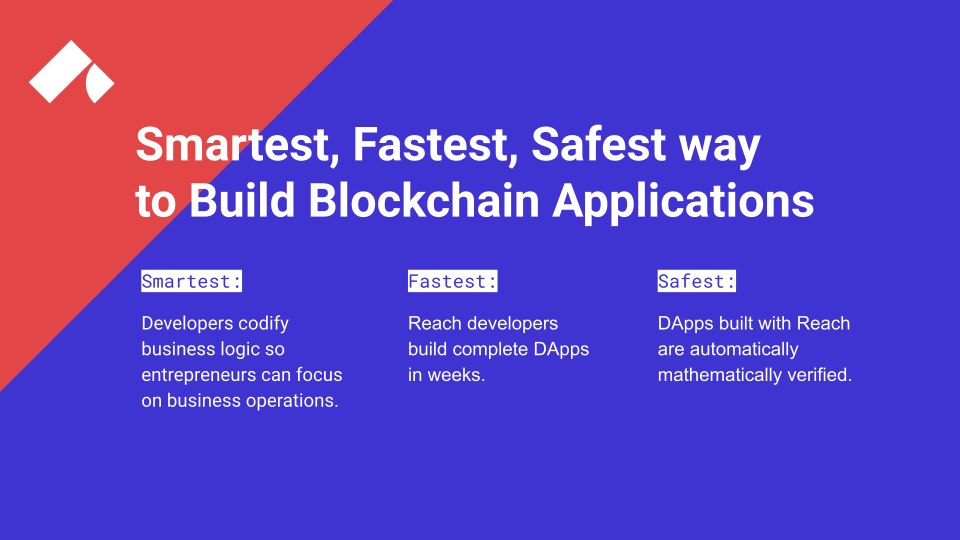 Smartest, Fastest, Safest way
to Build Blockchain Applications
Smartest:
Developers codify
business logic so
entrepreneurs can focus
on business operations.
Fastest:
Reach developers
build complete DApps
in weeks.
Safest:
DApps built with Reach
are automatically
mathematically verified.